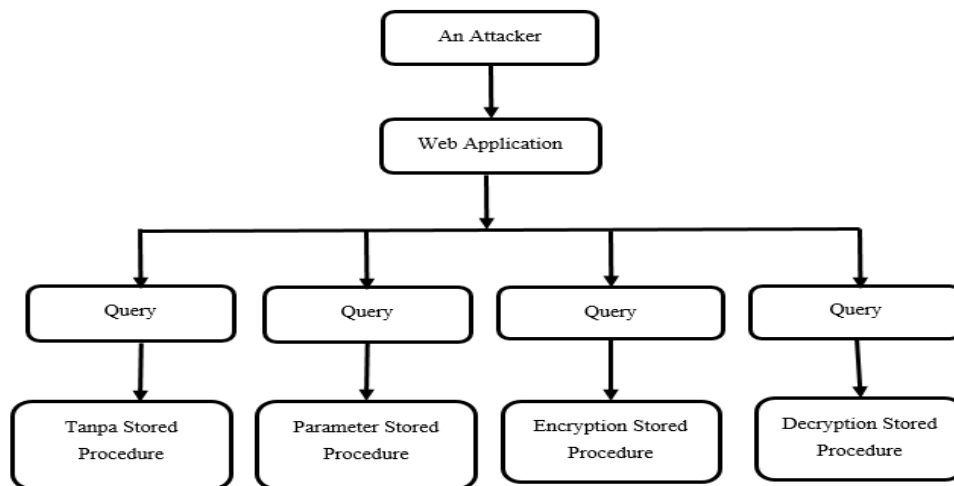 An Attacker
Web Application
Query
Query
Query
Query
Tanpa Stored
Procedure
Parameter Stored
Procedure
Encryption Stored
Procedure
Decryption Stored
Procedure